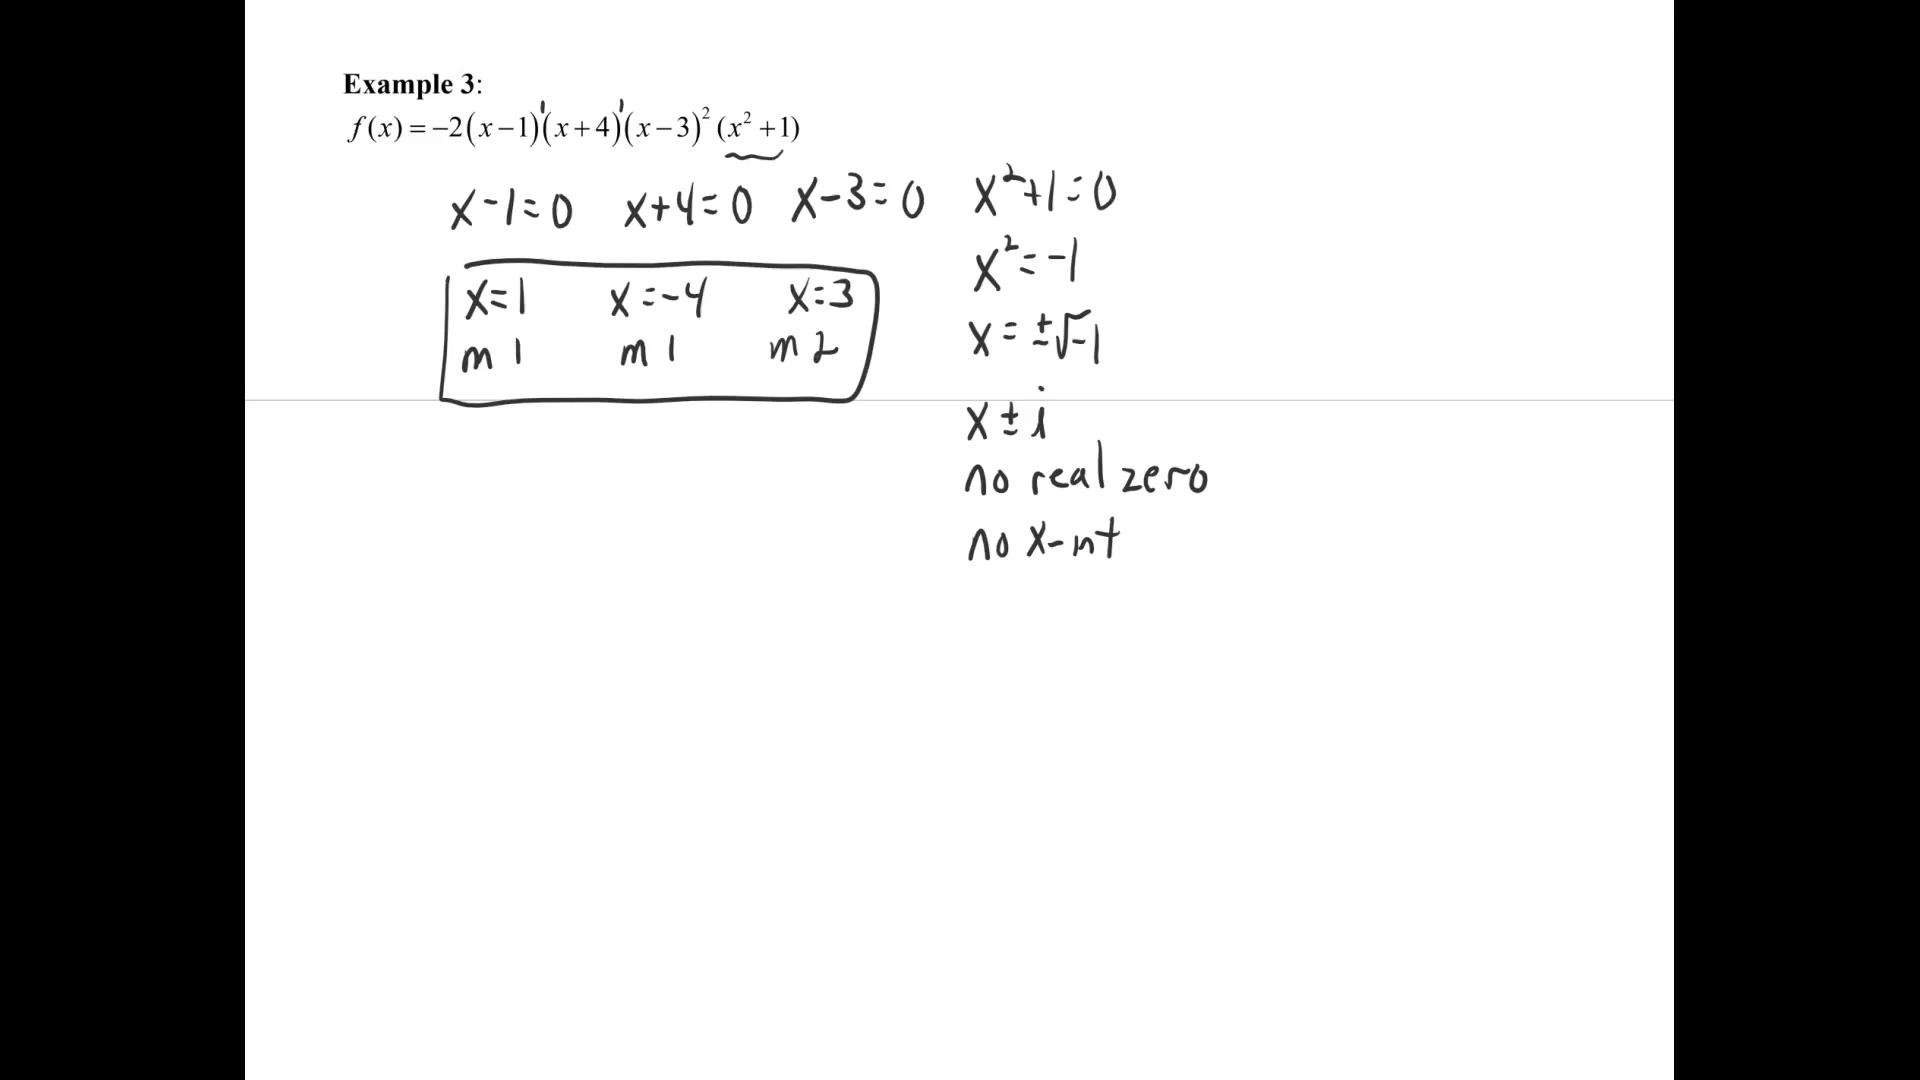 Example 3:
f(x) = −2(x−1)¹(x+4)¹(x−3)² (x² +1)
x-1=0 x+4=0 x-3=0 x²+1=0
x²=-1
x=1 x=-4 x=3
m 1 m 1 m 2
x=±√-1
x±i
no real zero
no x-int